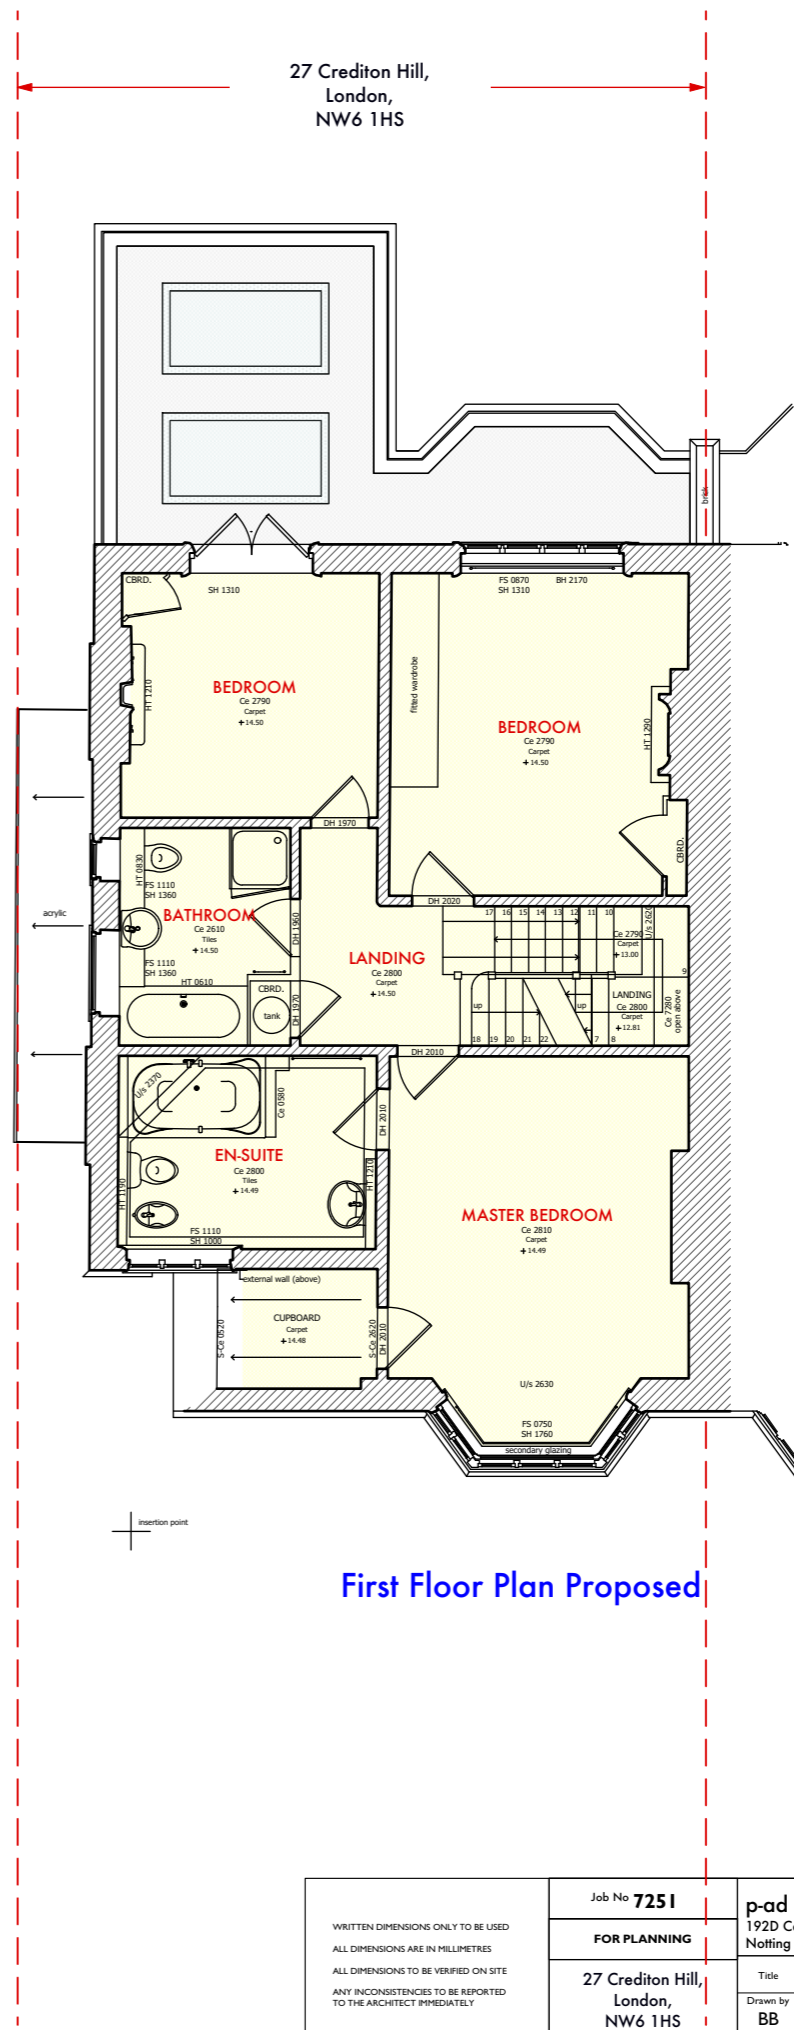 27 Crediton Hill,
London,
NW6 1HS
brick
CBRD.
SH 1310
FS 0870
SH 1310
BH 2170
HT 1210
BEDROOM
Ce 2790
Carpet
+14.50
fitted wardrobe
BEDROOM
Ce 2790
Carpet
+14.50
HT 1290
CBRD.
DH 1970
DH 2020
HT 0830
FS 1110
SH 1360
BATHROOM
Ce 2610
Tiles
+14.50
FS 1110
SH 1360
HT 0610
DH 1960
CBRD.
tank
DH 1970
acrylic
LANDING
Ce 2800
Carpet
+14.50
17 16 15 14 13 12 11 10
U/s 2620
Ce 2790
Carpet
+13.00
9
LANDING
Ce 2800
Carpet
+12.81
Ce 7280
open above
up
up
18 19 20 21 22 7 8
DH 2010
U/s 2370
Ce 0580
DH 2010
EN-SUITE
Ce 2800
Tiles
+14.49
HT 1190
HT 1210
FS 1110
SH 1000
MASTER BEDROOM
Ce 2810
Carpet
+14.49
external wall (above)
CUPBOARD
Carpet
+14.48
S-Ce 0520
S-Ce 2620
DH 2010
U/s 2630
FS 0750
SH 1760
secondary glazing
insertion point
First Floor Plan Proposed
WRITTEN DIMENSIONS ONLY TO BE USED
ALL DIMENSIONS ARE IN MILLIMETRES
ALL DIMENSIONS TO BE VERIFIED ON SITE
ANY INCONSISTENCIES TO BE REPORTED
TO THE ARCHITECT IMMEDIATELY
Job No 7251
FOR PLANNING
27 Crediton Hill,
London,
NW6 1HS
p-ad
192D
Notting
Title
Drawn by
BB